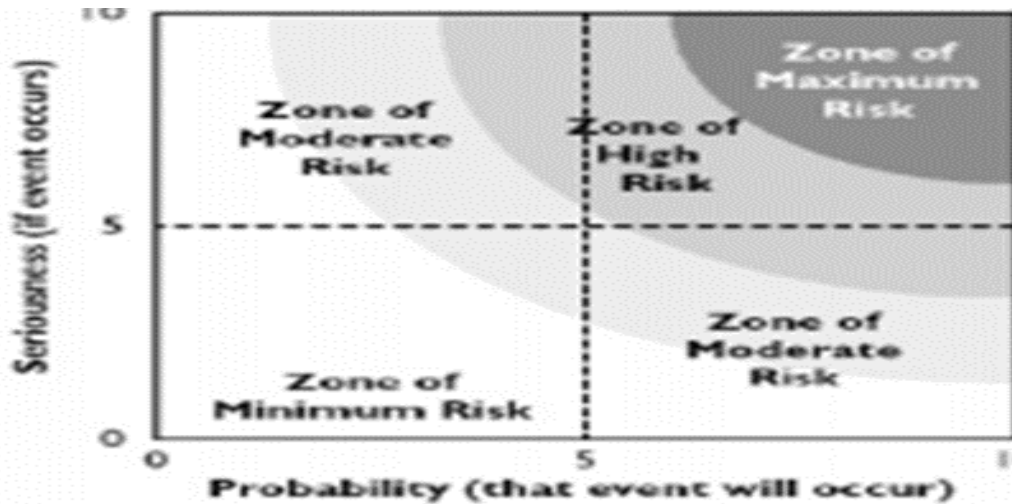 10
Zone of
Maximum
Risk
Zone of
Moderate
Risk
Zone of
High
Risk
Seriousness (if event occurs)
5
Zone of
Moderate
Risk
Zone of
Minimum Risk
0
0
5
Probability (that event will occur)